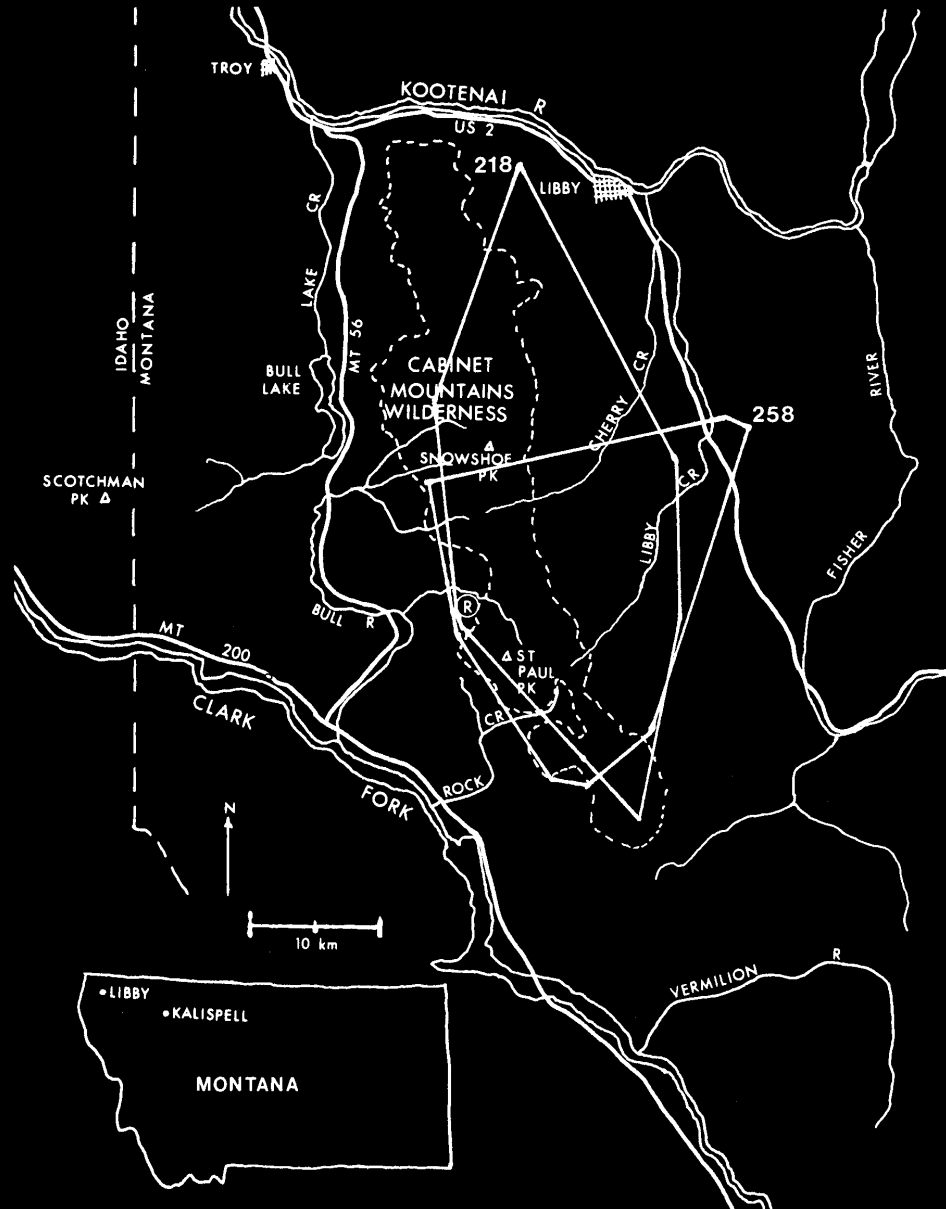 TROY
KOOTENAI R
US 2
218
LIBBY
CR
LAKE
MT 56
IDAHO
MONTANA
BULL
LAKE
CABINET
MOUNTAINS
WILDERNESS
CR
CHERRY
RIVER
258
SNOWSHOE
PK
SCOTCHMAN
PK
CR
LIBBY
FISHER
BULL R
R
MT 200
ST
PAUL
PK
CLARK
CR
ROCK
FORK
N
10 km
VERMILION R
LIBBY
KALISPELL
MONTANA